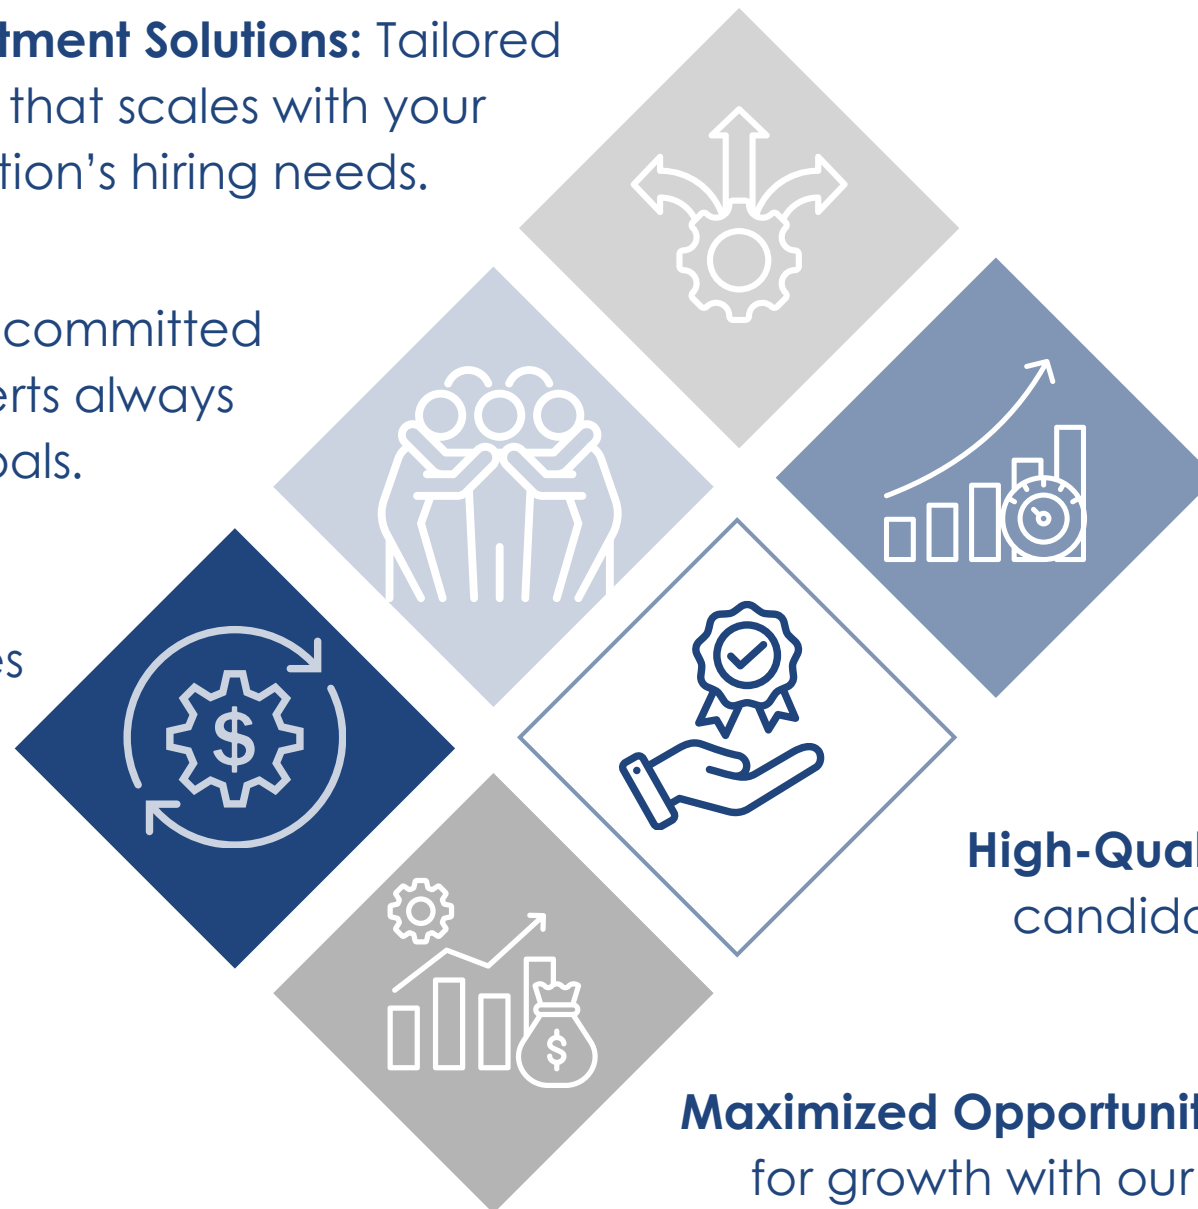 tment Solutions: Tailored
that scales with your
tion's hiring needs.
committed
erts always
oals.
es
$
High-Qual
candida
$
Maximized Opportunit
for growth with our